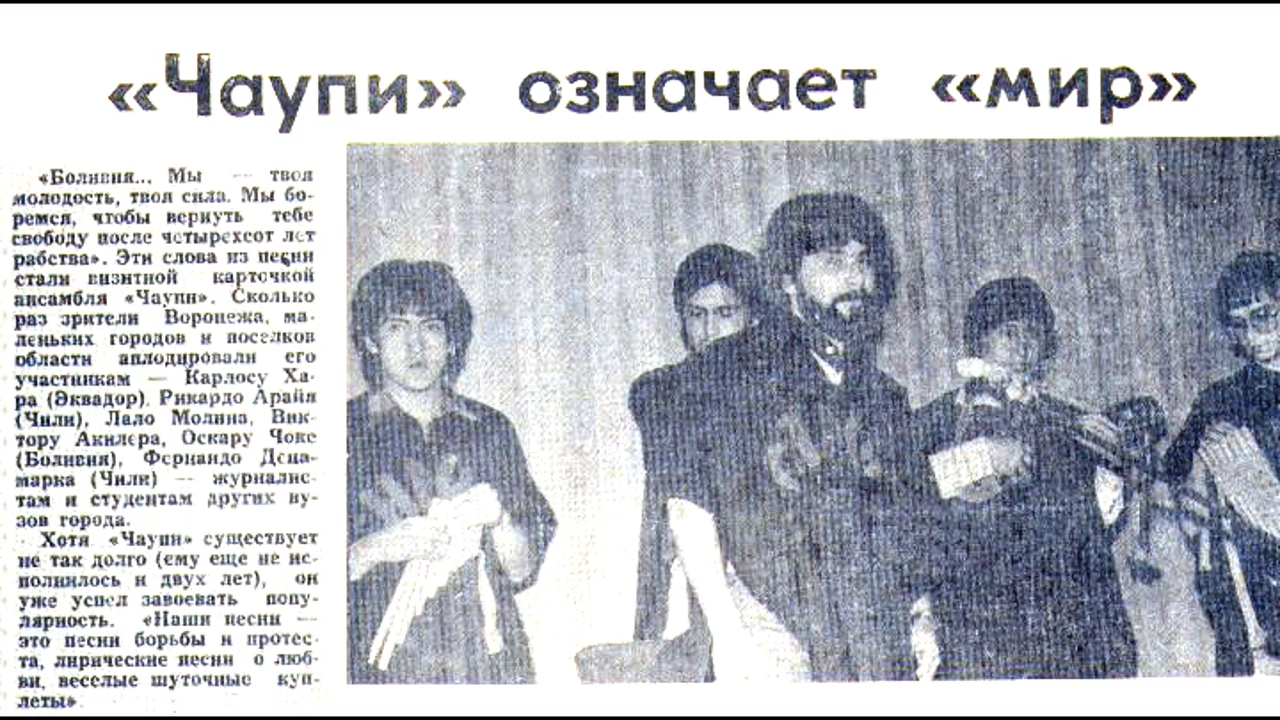 «Чаупи» означает «мир»
«Боливия... Мы — твоя
молодость, твоя сила. Мы бо-
ремся, чтобы вернуть тебе
свободу после четырехсот лет
рабства». Эти слова из песни
стали визитной карточкой
ансамбля «Чаупи». Сколько
раз зрители Воронежа, ма-
леньких городов и поселков
области аплодировали его
участникам — Карлосу Ха-
ра (Эквадор), Рикардо Арайя
(Чили), Лало Молина, Вик-
тору Акилера, Оскару Чоке
(Боливия), Фернандо Дена-
марка (Чили) — журналис-
там и студентам других ву-
зов города.
Хотя «Чаупи» существует
не так долго (ему еще не ис-
полнилось и двух лет), он
уже успел завоевать попу-
лярность. «Наши песни —
это песни борьбы и протес-
та, лирические песни о люб-
ви, веселые шуточные куп-
леты»